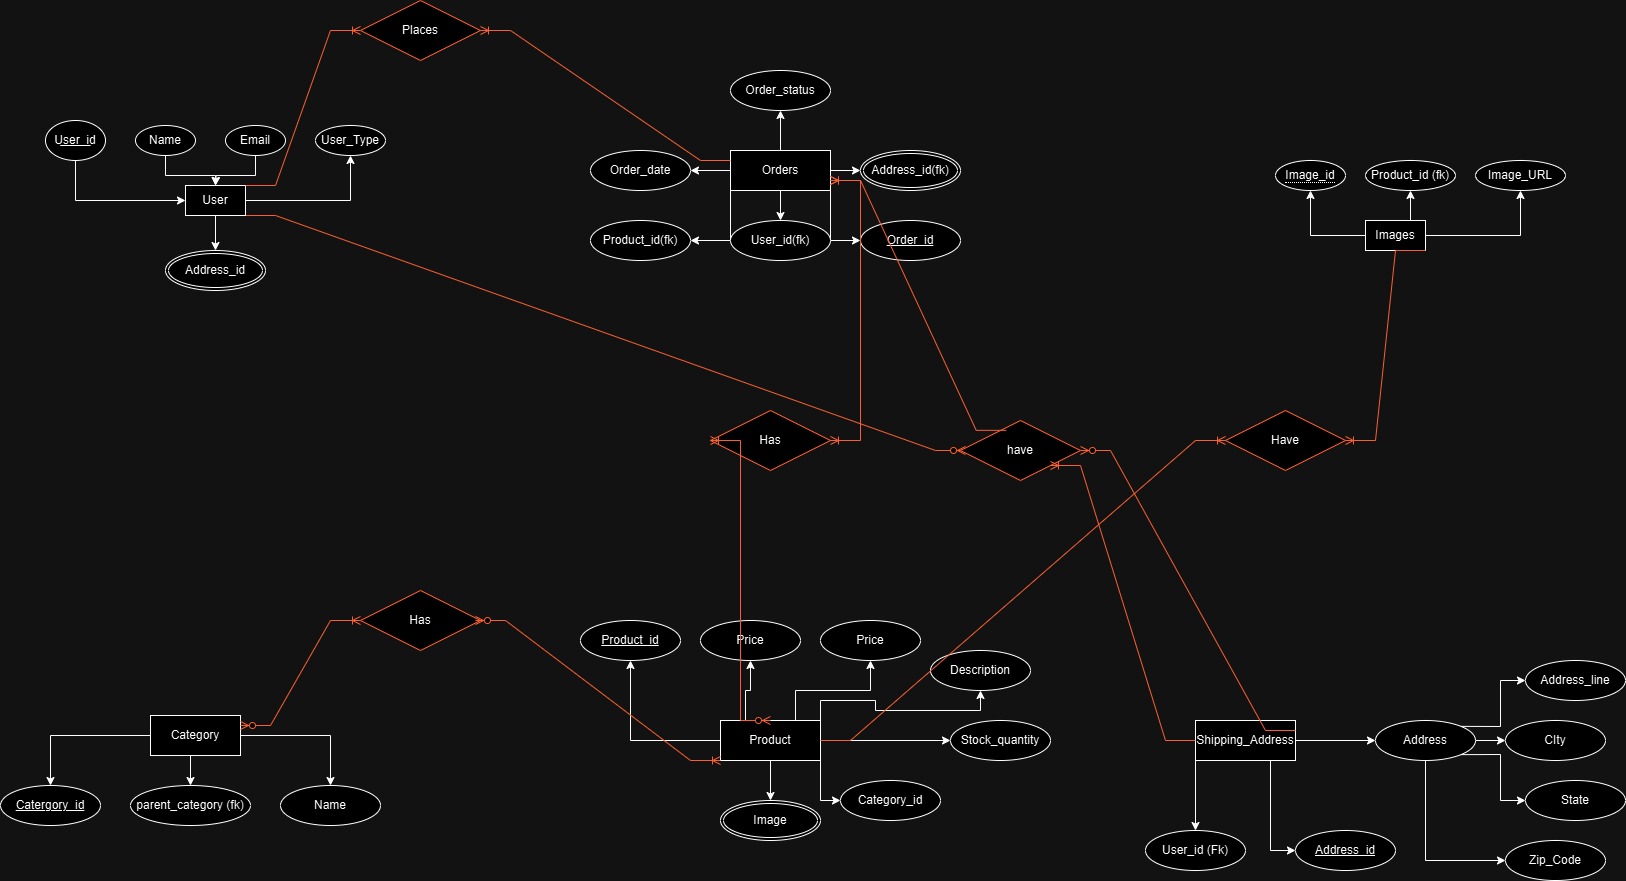 Places
Order_status
User_id
Name
Email
User_Type
Order_date
Orders
Address_id(fk)
Image_id
Product_id (fk)
Image_URL
User
Product_id(fk)
User_id(fk)
Order_id
Images
Address_id
Has
have
Have
Has
Product_id
Price
Price
Description
Address_line
Category
Product
Stock_quantity
Shipping_Address
Address
CIty
Catergory_id
parent_category (fk)
Name
Image
Category_id
State
User_id (Fk)
Address_id
Zip_Code